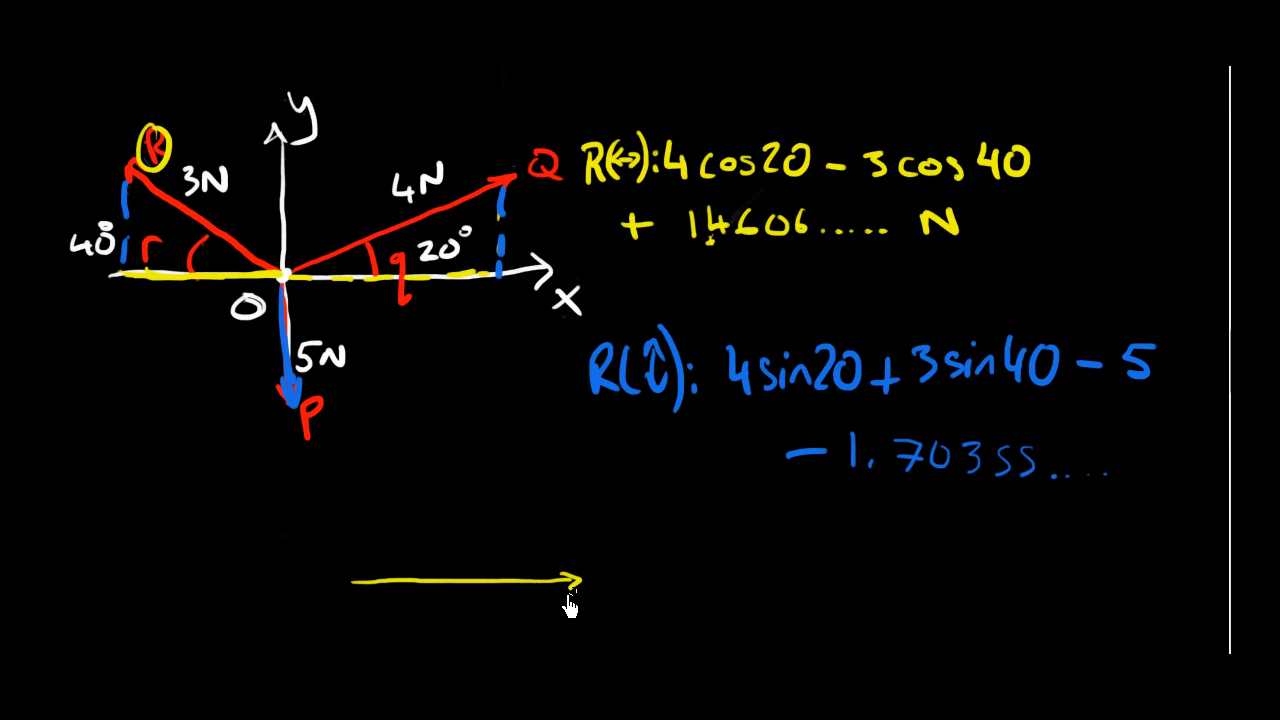 y
R
3N
4N
Q
40°
r
q
20°
O
x
5N
P
R(↔):4cos20 - 3cos40
+ 1.4606..... N
R(↕): 4sin20+3sin40 - 5
- 1.70355....